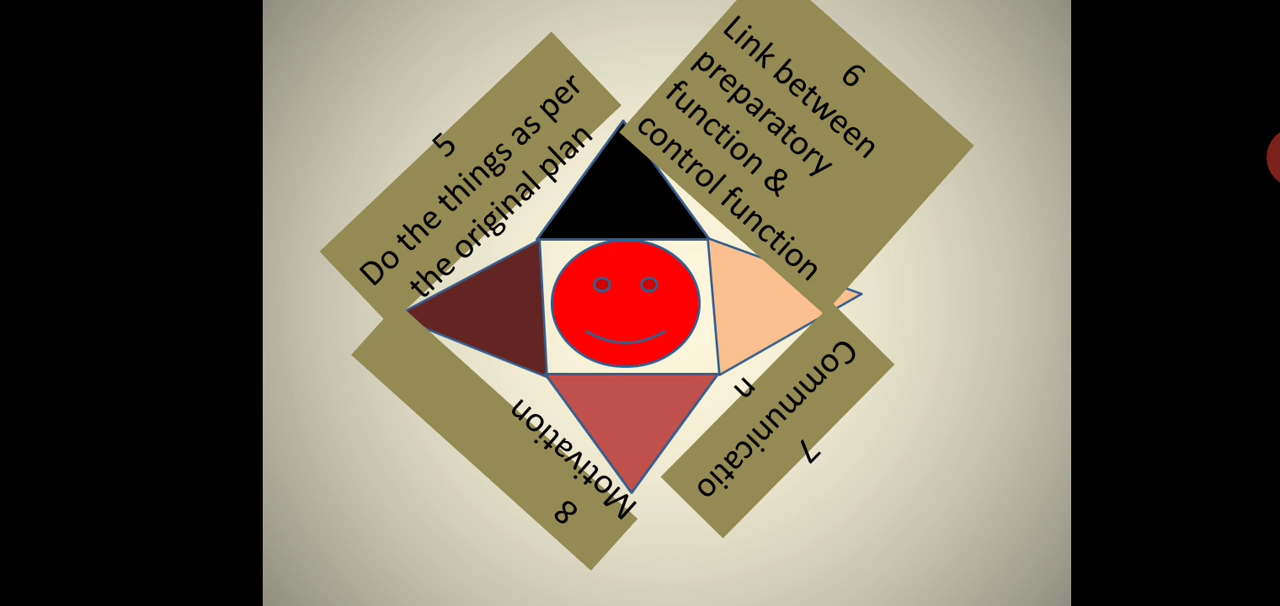 5
Do the things as per
the original plan
6
Link between
preparatory
function &
control function
7
Communicatio
n
8
Motivation